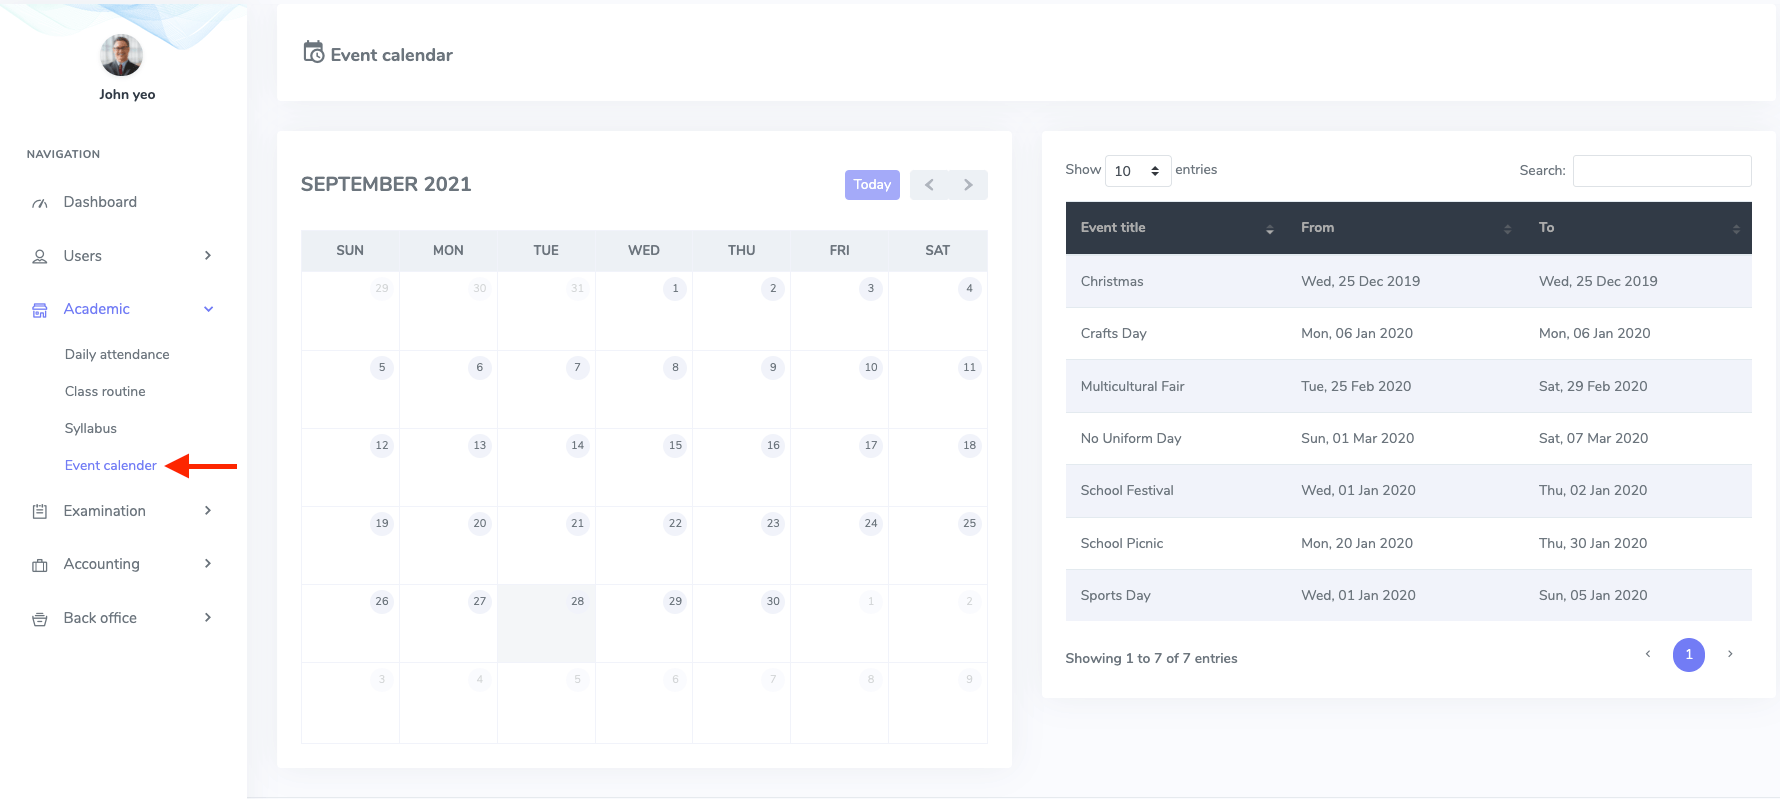 John yeo
NAVIGATION
Dashboard
Users
Academic
Daily attendance
Class routine
Syllabus
Event calender
Examination
Accounting
Back office
Event calendar
SEPTEMBER 2021
Today
SUN MON TUE WED THU FRI SAT
29 30 31 1 2 3 4
5 6 7 8 9 10 11
12 13 14 15 16 17 18
19 20 21 22 23 24 25
26 27 28 29 30 1 2
3 4 5 6 7 8 9
Show 10 entries
Search:
Event title From To
Christmas Wed, 25 Dec 2019 Wed, 25 Dec 2019
Crafts Day Mon, 06 Jan 2020 Mon, 06 Jan 2020
Multicultural Fair Tue, 25 Feb 2020 Sat, 29 Feb 2020
No Uniform Day Sun, 01 Mar 2020 Sat, 07 Mar 2020
School Festival Wed, 01 Jan 2020 Thu, 02 Jan 2020
School Picnic Mon, 20 Jan 2020 Thu, 30 Jan 2020
Sports Day Wed, 01 Jan 2020 Sun, 05 Jan 2020
Showing 1 to 7 of 7 entries
1